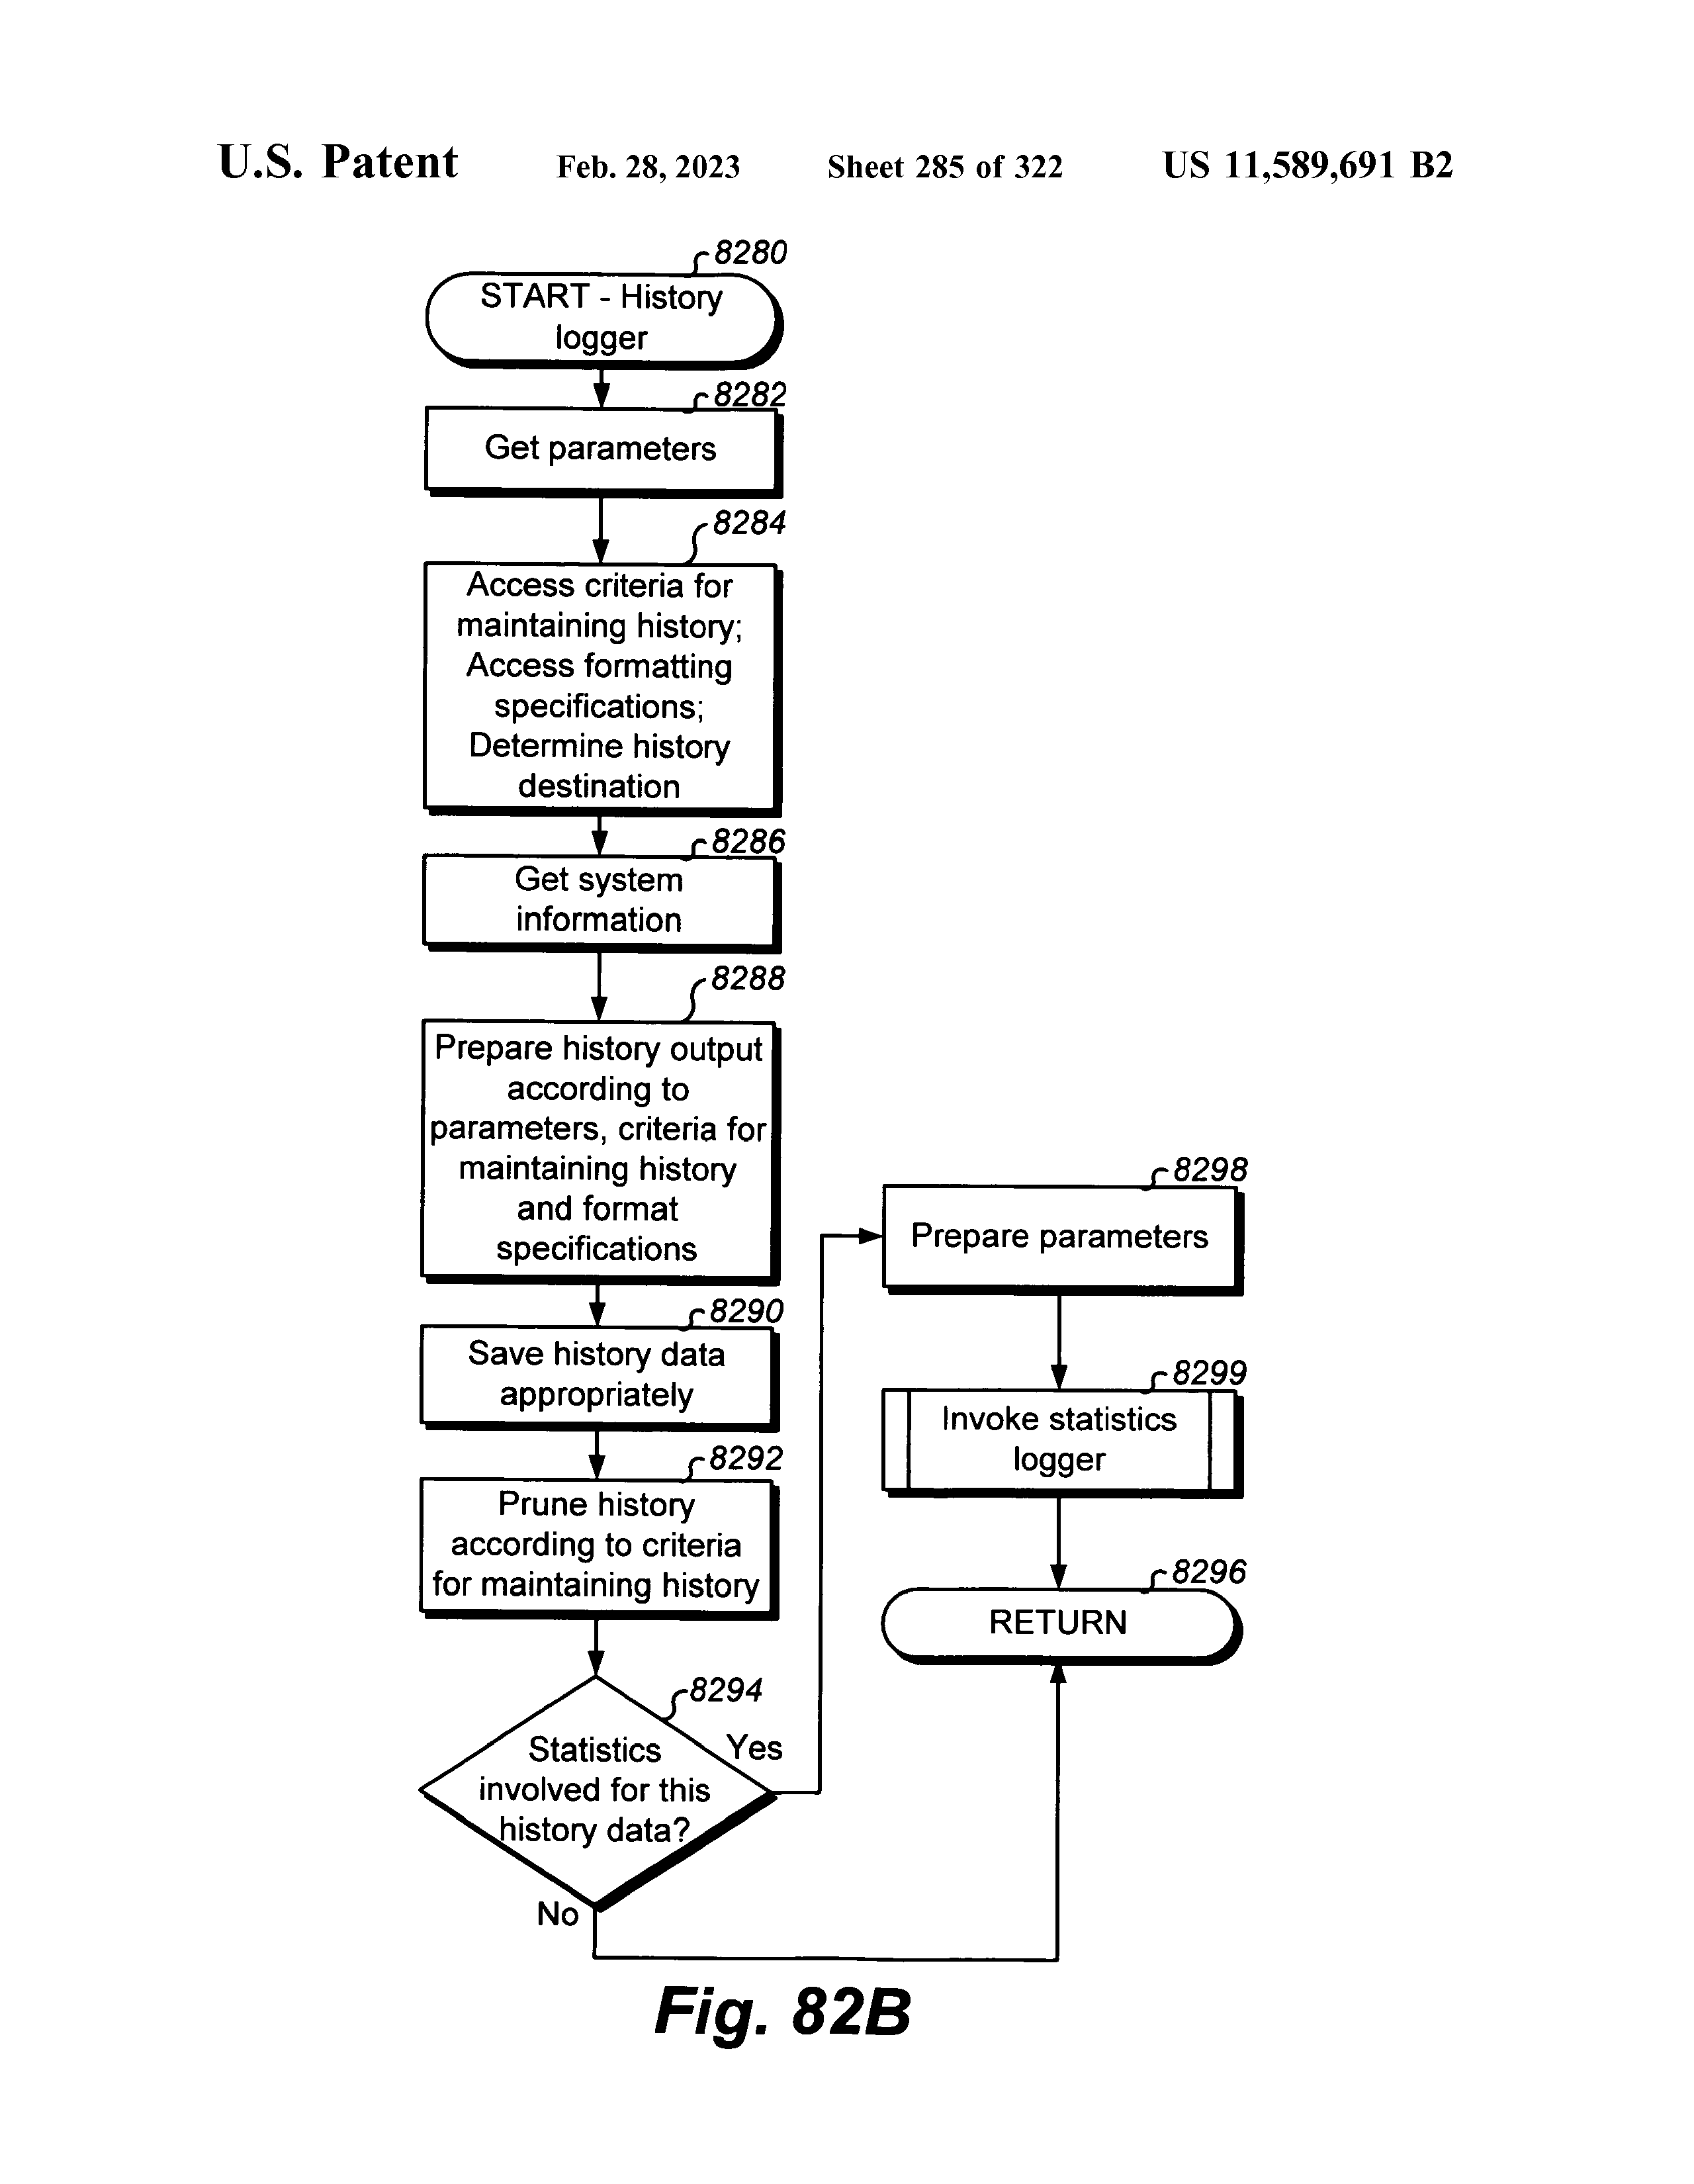 U.S. Patent Feb. 28, 2023 Sheet 285 of 322 US 11,589,691 B2
8280
START - History
logger
8282
Get parameters
8284
Access criteria for
maintaining history;
Access formatting
specifications;
Determine history
destination
8286
Get system
information
8288
Prepare history output
according to
parameters, criteria for
maintaining history
and format
specifications
8290
Save history data
appropriately
8292
Prune history
according to criteria
for maintaining history
8294
Statistics
involved for this
history data?
Yes
No
8298
Prepare parameters
8299
Invoke statistics
logger
8296
RETURN
Fig. 82B